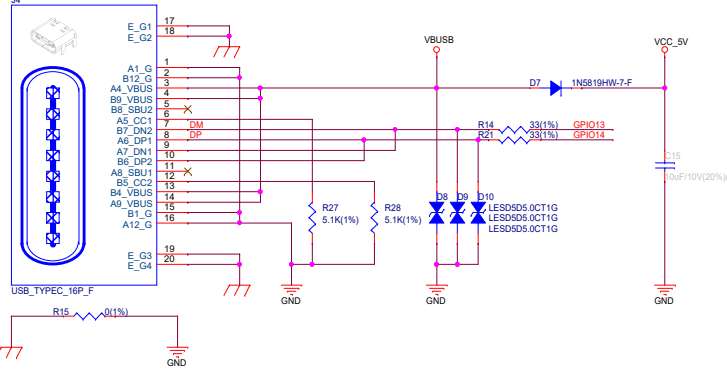 17
E_G1
18
E_G2
VBUSB
VCC_5V
1
A1_G
2
B12_G
3
A4_VBUS
4
B9_VBUS
5
B8_SBU2
6
A5_CC1
7
B7_DN2
DM
8
A6_DP1
DP
9
A7_DN1
10
B6_DP2
11
A8_SBU1
12
B5_CC2
13
B4_VBUS
14
A9_VBUS
15
B1_G
16
A12_G
19
E_G3
20
E_G4
D7
1N5819HW-7-F
R14
33(1%)
GPIO13
R21
33(1%)
GPIO14
C15
10uF/10V(20%)
R27
5.1K(1%)
R28
5.1K(1%)
D8
D9
D10
LESD5D5.0CT1G
LESD5D5.0CT1G
LESD5D5.0CT1G
GND
GND
GND
USB_TYPEC_16P_F
R15
0(1%)
GND